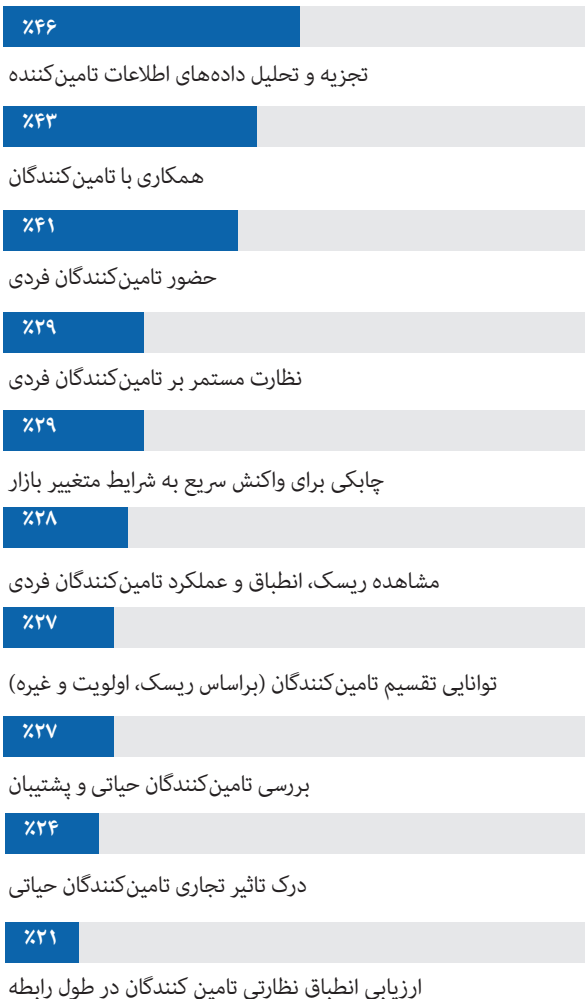 ٪۴۶
تجزیه و تحلیل داده‌های اطلاعات تامین‌کننده
٪۴۳
همکاری با تامین‌کنندگان
٪۴۱
حضور تامین‌کنندگان فردی
٪۲۹
نظارت مستمر بر تامین‌کنندگان فردی
٪۲۹
چابکی برای واکنش سریع به شرایط متغییر بازار
٪۲۸
مشاهده ریسک، انطباق و عملکرد تامین‌کنندگان فردی
٪۲۷
توانایی تقسیم تامین‌کنندگان (براساس ریسک، اولویت و غیره)
٪۲۷
بررسی تامین‌کنندگان حیاتی و پشتیبان
٪۲۴
درک تاثیر تجاری تامین‌کنندگان حیاتی
٪۲۱
ارزیابی انطباق نظارتی تامین کنندگان در طول رابطه